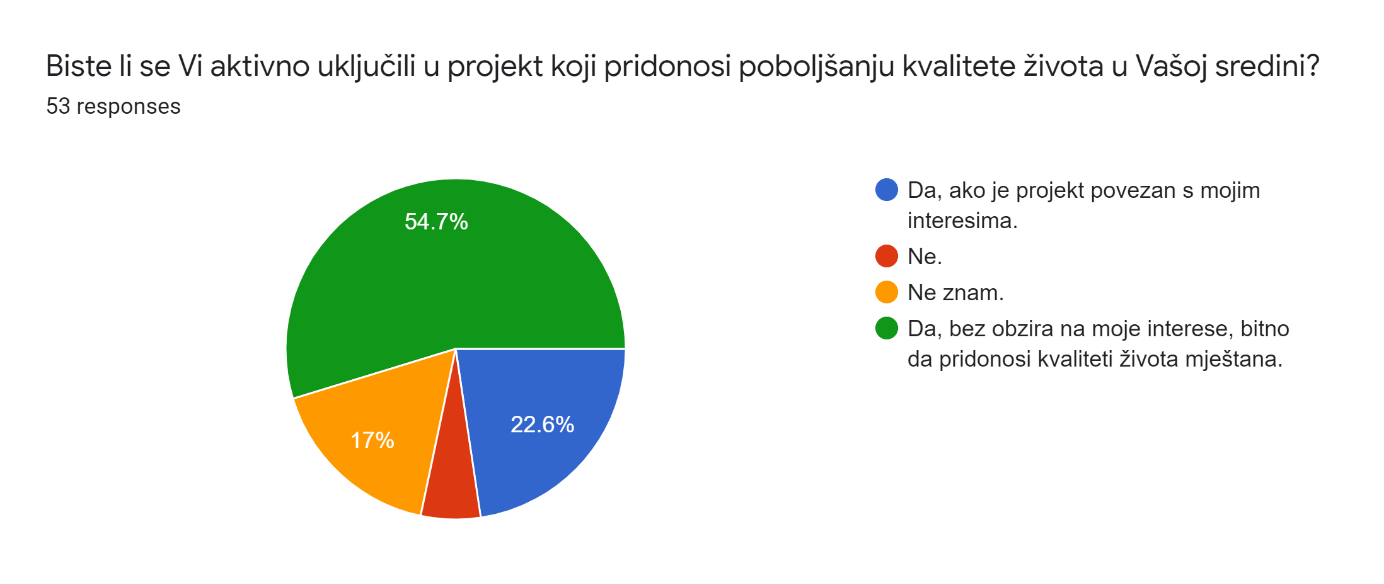 Biste li se Vi aktivno uključili u projekt koji pridonosi poboljšanju kvalitete života u Vašoj sredini?
53 responses
54.7%
17%
22.6%
Da, ako je projekt povezan s mojim
interesima.
Ne.
Ne znam.
Da, bez obzira na moje interese, bitno
da pridonosi kvaliteti života mještana.